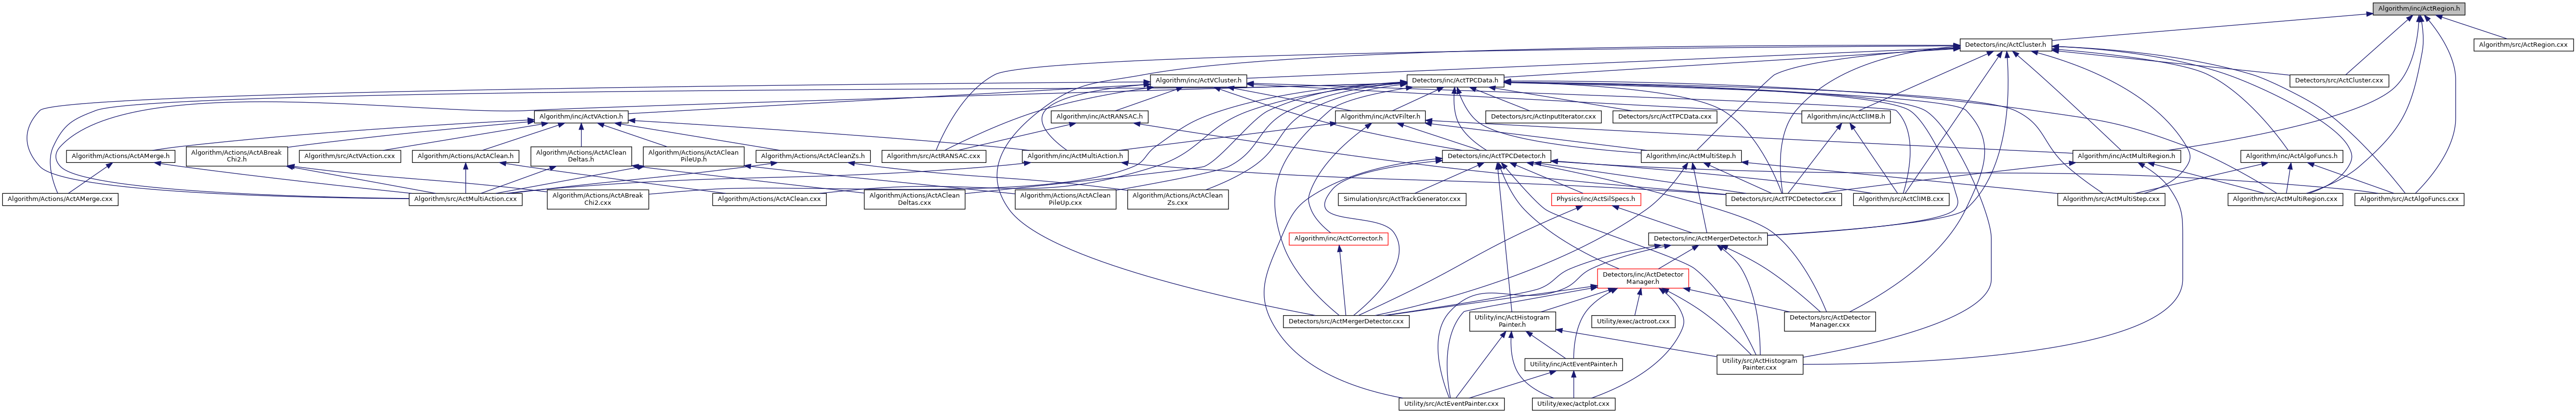 Algorithm/inc/ActRegion.h
Detectors/inc/ActCluster.h
Algorithm/src/ActRegion.cxx
Algorithm/inc/ActVCluster.h
Detectors/inc/ActTPCData.h
Detectors/src/ActCluster.cxx
Algorithm/inc/ActVAction.h
Algorithm/inc/ActRANSAC.h
Algorithm/inc/ActVFilter.h
Detectors/src/ActInputIterator.cxx
Detectors/src/ActTPCData.cxx
Algorithm/inc/ActCliMB.h
Algorithm/Actions/ActAMerge.h
Algorithm/Actions/ActABreak
Chi2.h
Algorithm/src/ActVAction.cxx
Algorithm/Actions/ActAClean.h
Algorithm/Actions/ActAClean
Deltas.h
Algorithm/Actions/ActAClean
PileUp.h
Algorithm/Actions/ActACleanZs.h
Algorithm/src/ActRANSAC.cxx
Algorithm/inc/ActMultiAction.h
Detectors/inc/ActTPCDetector.h
Algorithm/inc/ActMultiStep.h
Algorithm/inc/ActMultiRegion.h
Algorithm/inc/ActAlgoFuncs.h
Algorithm/Actions/ActAMerge.cxx
Algorithm/src/ActMultiAction.cxx
Algorithm/Actions/ActABreak
Chi2.cxx
Algorithm/Actions/ActAClean.cxx
Algorithm/Actions/ActAClean
Deltas.cxx
Algorithm/Actions/ActAClean
PileUp.cxx
Algorithm/Actions/ActAClean
Zs.cxx
Simulation/src/ActTrackGenerator.cxx
Physics/inc/ActSilSpecs.h
Detectors/src/ActTPCDetector.cxx
Algorithm/src/ActCliMB.cxx
Algorithm/src/ActMultiStep.cxx
Algorithm/src/ActMultiRegion.cxx
Algorithm/src/ActAlgoFuncs.cxx
Algorithm/inc/ActCorrector.h
Detectors/inc/ActMergerDetector.h
Detectors/inc/ActDetector
Manager.h
Detectors/src/ActMergerDetector.cxx
Utility/inc/ActHistogram
Painter.h
Utility/exec/actroot.cxx
Detectors/src/ActDetector
Manager.cxx
Utility/inc/ActEventPainter.h
Utility/src/ActHistogram
Painter.cxx
Utility/src/ActEventPainter.cxx
Utility/exec/actplot.cxx